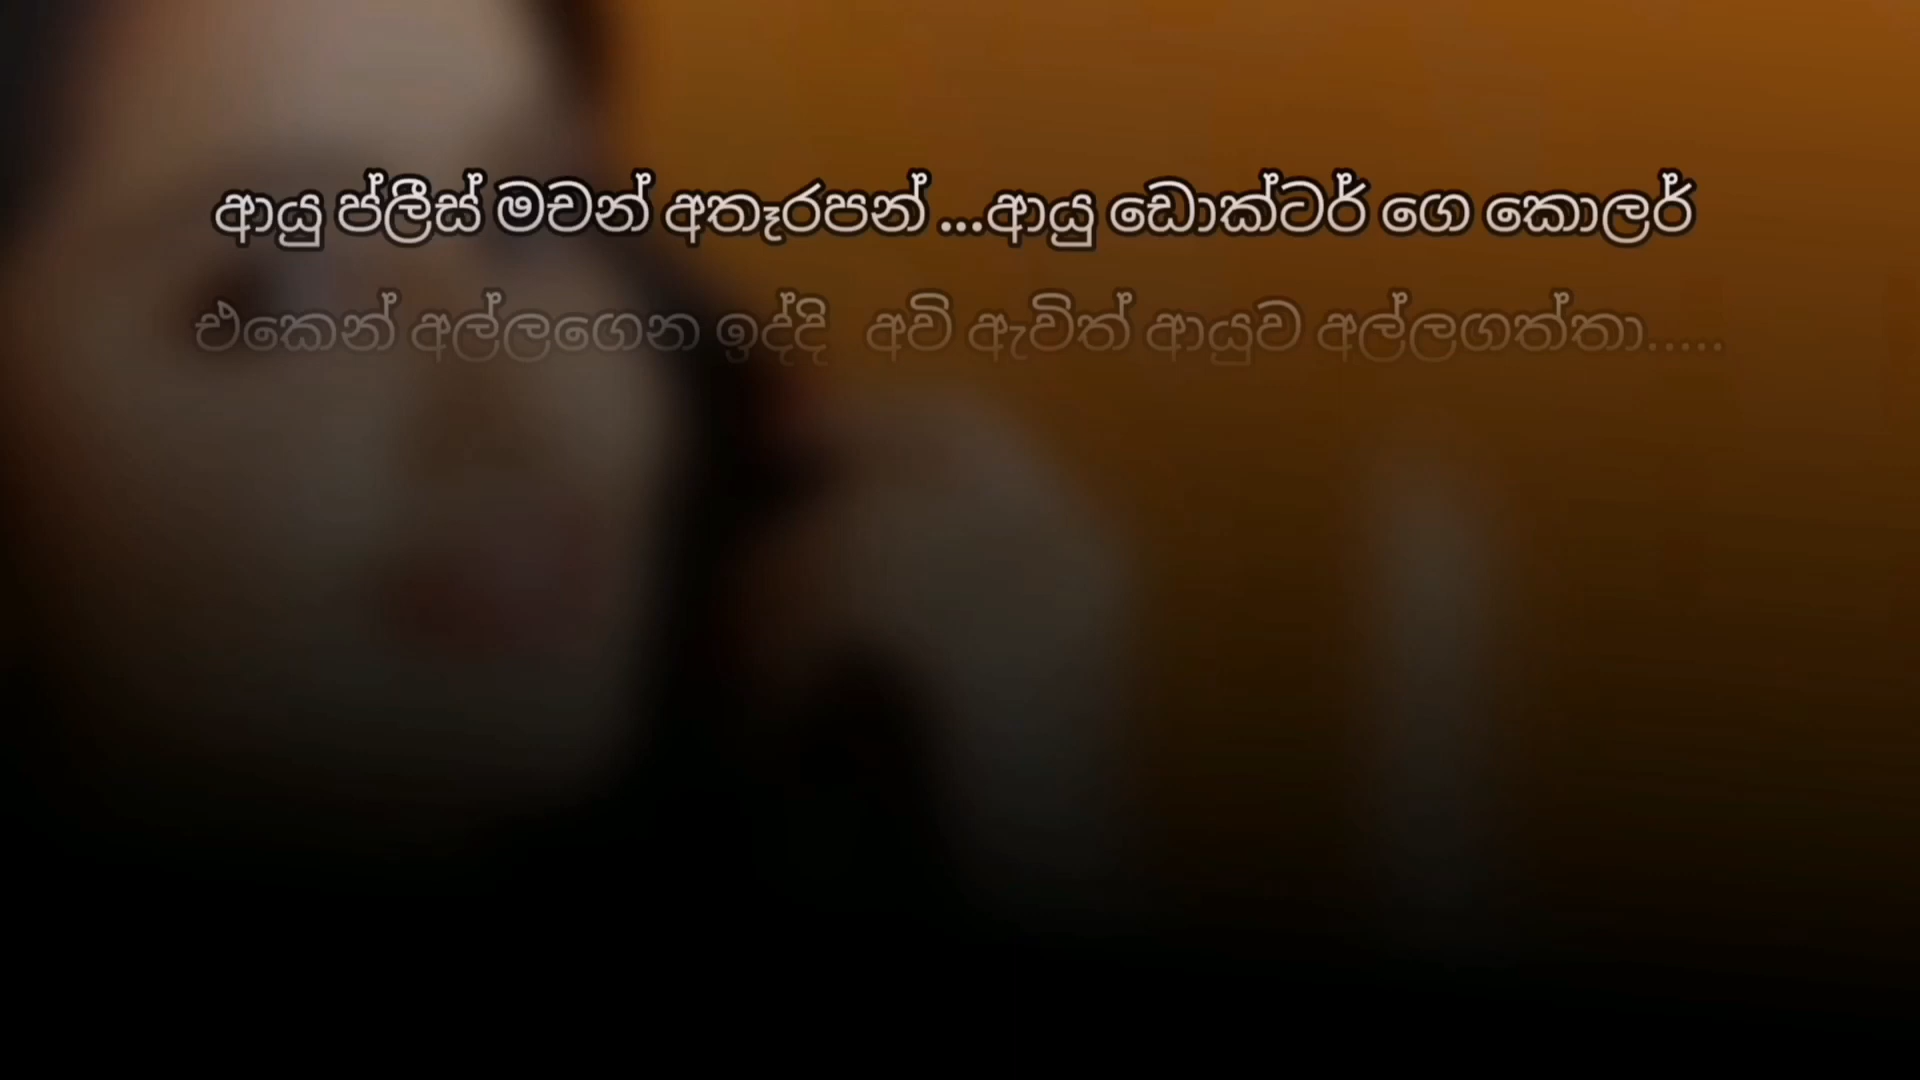 ආයු ප්ලීස් මචන් අතෑරපන් ...ආයු ඩොක්ටර් ගෙ කොලර්
එකෙන් අල්ලගෙන ඉද්දි අවි ඇවිත් ආයුව අල්ලගත්තා.....